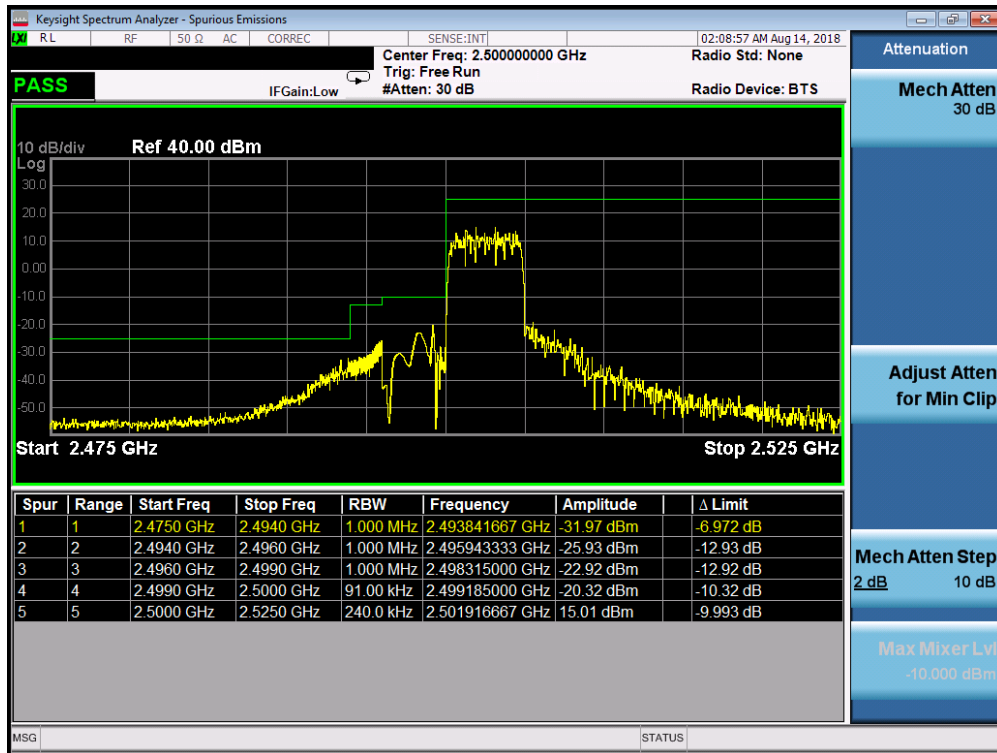 Keysight Spectrum Analyzer - Spurious Emissions
LXI RL RF 50 Ω AC CORREC SENSE:INT 02:08:57 AM Aug 14, 2018
Center Freq: 2.500000000 GHz Radio Std: None
Trig: Free Run
PASS IFGain:Low #Atten: 30 dB Radio Device: BTS
10 dB/div Ref 40.00 dBm
Log
30.0
20.0
10.0
0.00
-10.0
-20.0
-30.0
-40.0
-50.0
Start 2.475 GHz Stop 2.525 GHz
Spur Range Start Freq Stop Freq RBW Frequency Amplitude Δ Limit
1 1 2.4750 GHz 2.4940 GHz 1.000 MHz 2.493841667 GHz -31.97 dBm -6.972 dB
2 2 2.4940 GHz 2.4960 GHz 1.000 MHz 2.495943333 GHz -25.93 dBm -12.93 dB
3 3 2.4960 GHz 2.4990 GHz 1.000 MHz 2.498315000 GHz -22.92 dBm -12.92 dB
4 4 2.4990 GHz 2.5000 GHz 91.00 kHz 2.499185000 GHz -20.32 dBm -10.32 dB
5 5 2.5000 GHz 2.5250 GHz 240.0 kHz 2.501916667 GHz 15.01 dBm -9.993 dB
MSG STATUS
Attenuation
Mech Atten
30 dB
Adjust Atten
for Min Clip
Mech Atten Step
2 dB 10 dB
Max Mixer Lvl
-10.000 dBm